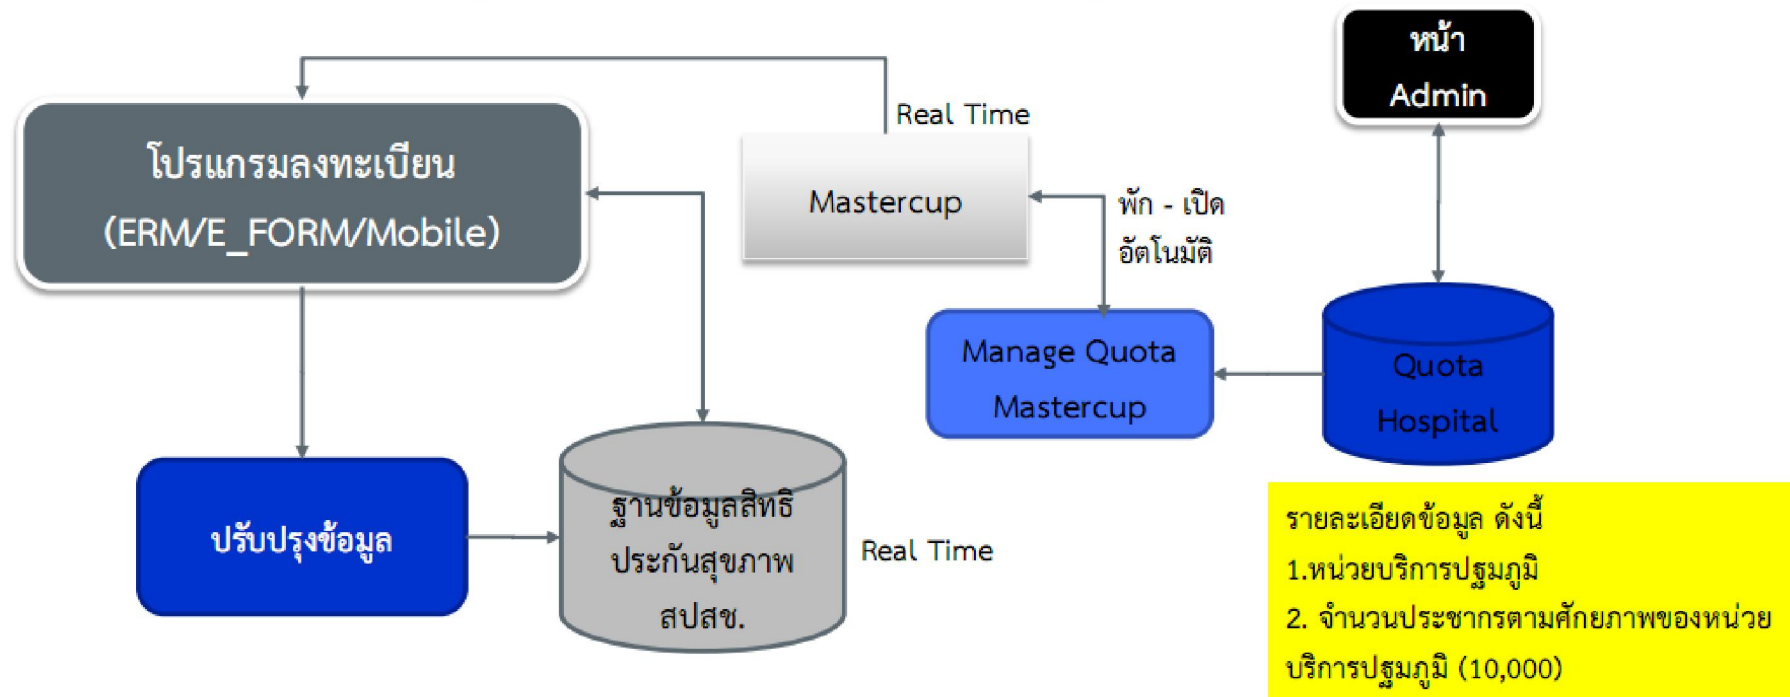 หน้า
Admin
Real Time
โปรแกรมลงทะเบียน
(ERM/E_FORM/Mobile)
Mastercup
พัก - เปิด
อัตโนมัติ
Manage Quota
Mastercup
Quota
Hospital
ปรับปรุงข้อมูล
ฐานข้อมูลสิทธิ
ประกันสุขภาพ
สปสช.
Real Time
รายละเอียดข้อมูล ดังนี้
1.หน่วยบริการปฐมภูมิ
2. จำนวนประชากรตามศักยภาพของหน่วย
บริการปฐมภูมิ (10,000)